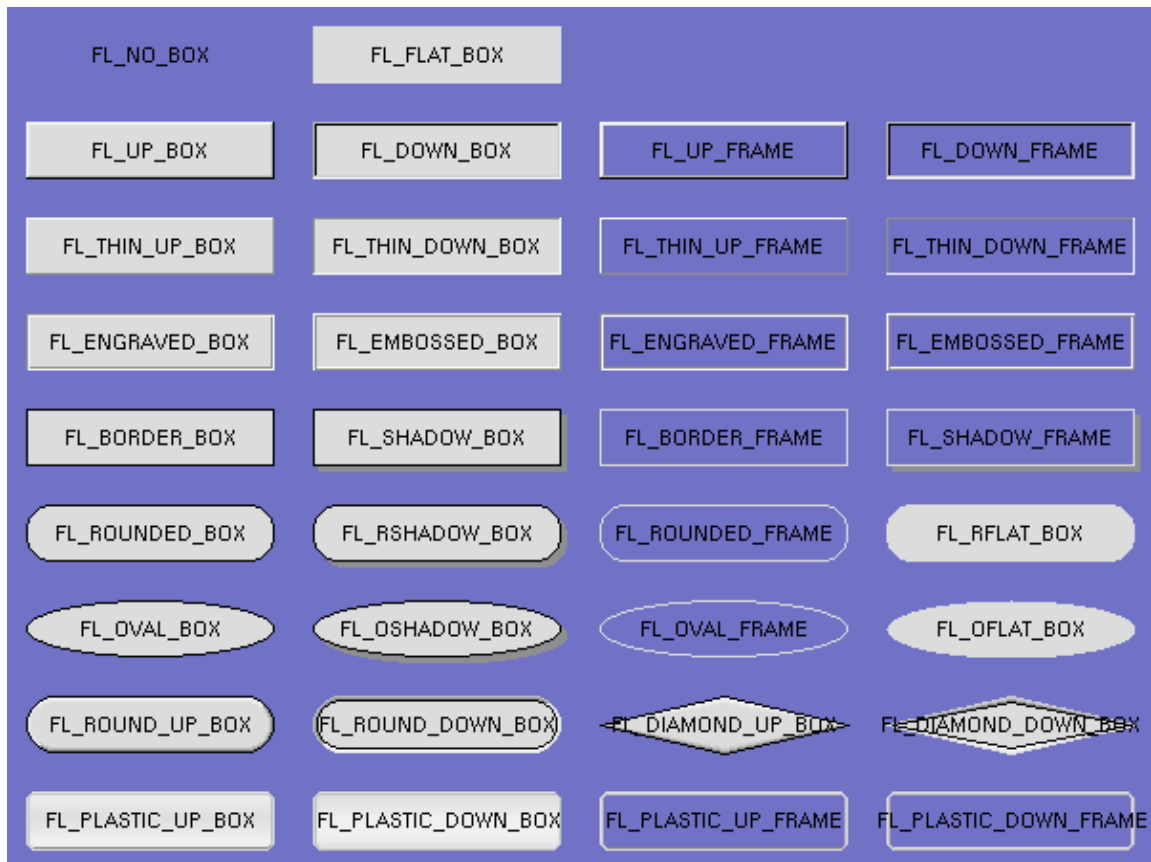 FL_NO_BOX FL_FLAT_BOX
FL_UP_BOX FL_DOWN_BOX FL_UP_FRAME FL_DOWN_FRAME
FL_THIN_UP_BOX FL_THIN_DOWN_BOX FL_THIN_UP_FRAME FL_THIN_DOWN_FRAME
FL_ENGRAVED_BOX FL_EMBOSSED_BOX FL_ENGRAVED_FRAME FL_EMBOSSED_FRAME
FL_BORDER_BOX FL_SHADOW_BOX FL_BORDER_FRAME FL_SHADOW_FRAME
FL_ROUNDED_BOX FL_RSHADOW_BOX FL_ROUNDED_FRAME FL_RFLAT_BOX
FL_OVAL_BOX FL_OSHADOW_BOX FL_OVAL_FRAME FL_OFLAT_BOX
FL_ROUND_UP_BOX FL_ROUND_DOWN_BOX FL_DIAMOND_UP_BOX FL_DIAMOND_DOWN_BOX
FL_PLASTIC_UP_BOX FL_PLASTIC_DOWN_BOX FL_PLASTIC_UP_FRAME FL_PLASTIC_DOWN_FRAME